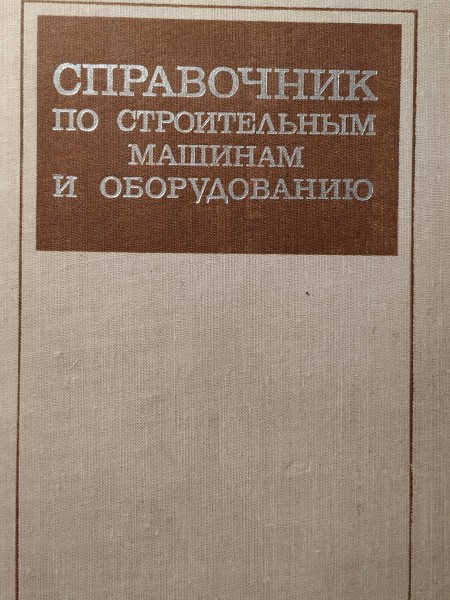 СПРАВОЧНИК
ПО СТРОИТЕЛЬНЫМ
МАШИНАМ
И ОБОРУДОВАНИЮ